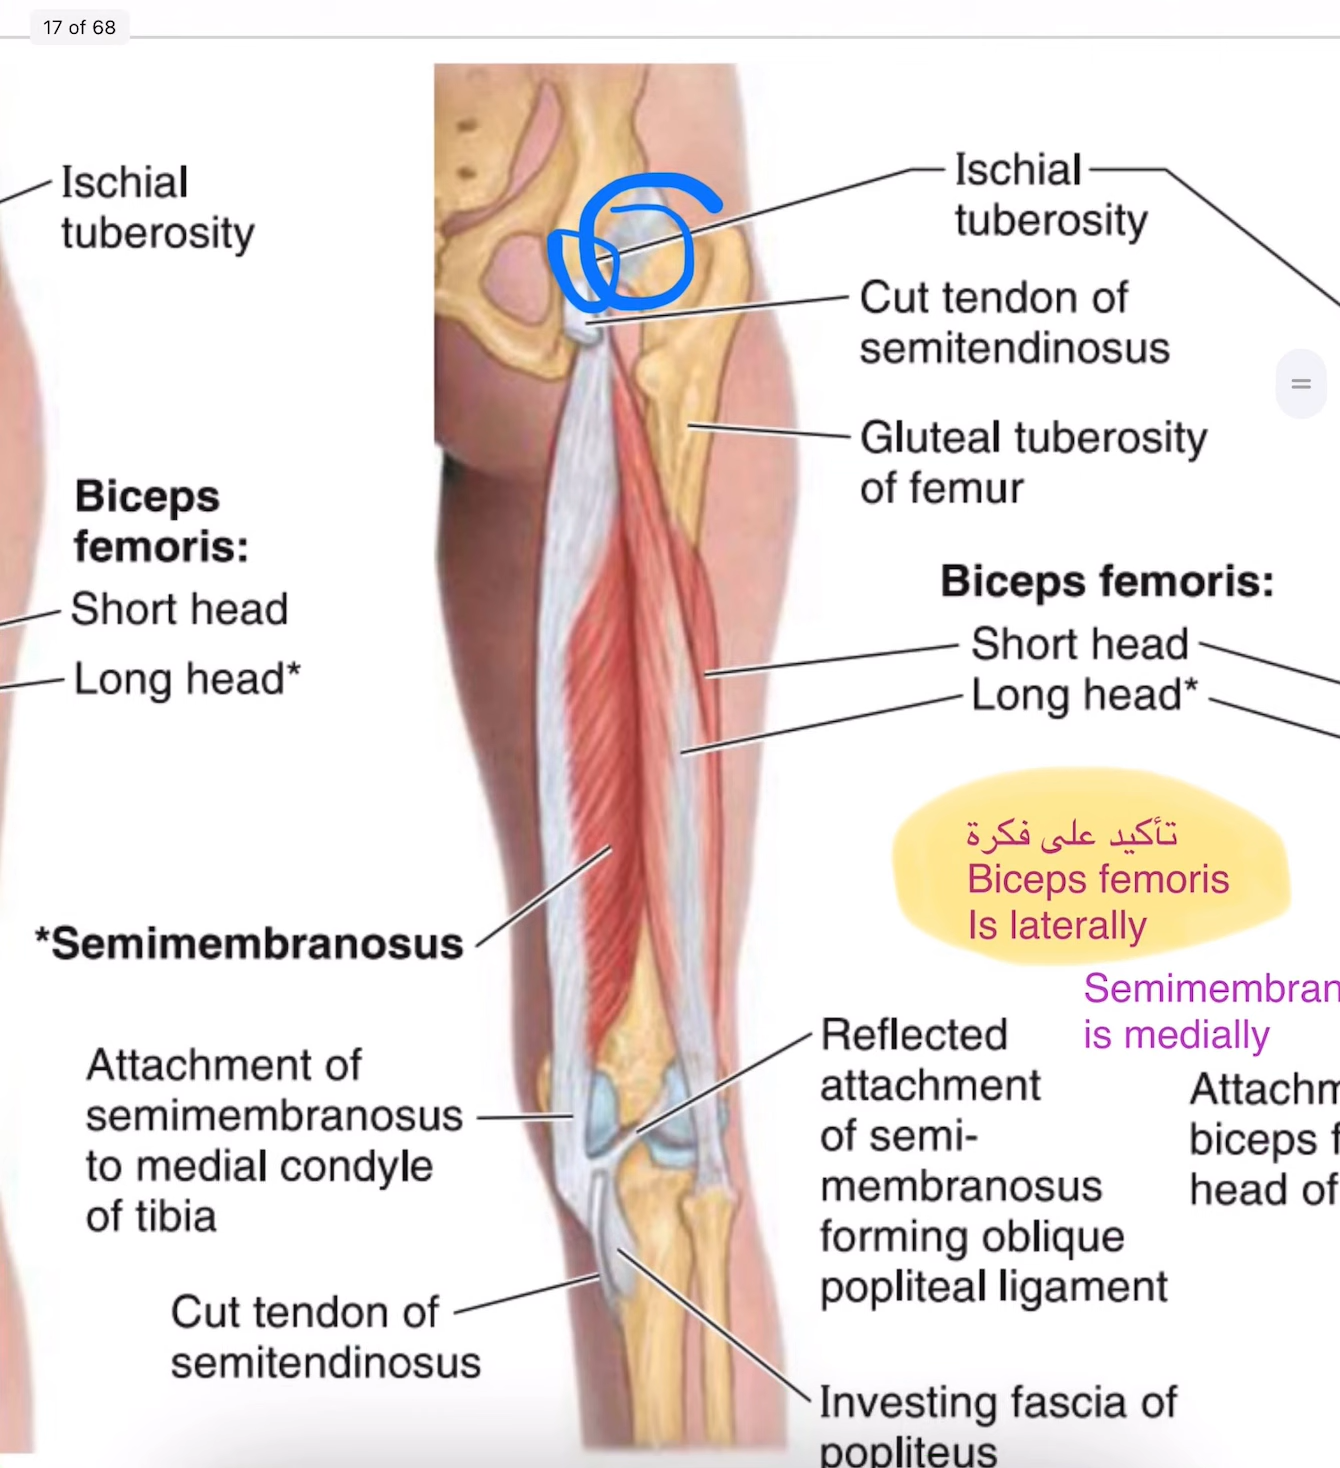 17 of 68
Ischial
tuberosity
Ischial
tuberosity
Cut tendon of
semitendinosus
Gluteal tuberosity
of femur
Biceps
femoris:
Short head
Long head*
Biceps femoris:
Short head
Long head*
تأكيد على فكرة
Biceps femoris
Is laterally
*Semimembranosus
Semimembran
is medially
Attachment of
semimembranosus
to medial condyle
of tibia
Reflected
attachment
of semi-
membranosus
forming oblique
popliteal ligament
Attachm
biceps f
head of
Cut tendon of
semitendinosus
Investing fascia of
popliteus